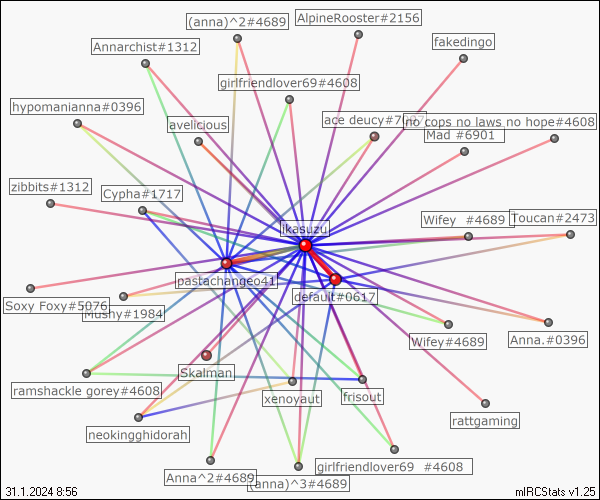 (anna)^2#4689
AlpineRooster#2156
Annarchist#1312
fakedingo
girlfriendlover69#4608
hypomanianna#0396
avelicious
ace deucy#7
no cops no laws no hope#4608
Mad #6901
zibbits#1312
Cypha#1717
ikasuzu
Wifey #4689
Toucan#2473
pastachangeo41
default#0617
Soxy Foxy#5076
Mushy#1984
Wifey#4689
Anna.#0396
Skalman
ramshackle gorey#4608
xenoyaut
frisout
rattgaming
neokingghidorah
Anna^2#4689
(anna)^3#4689
girlfriendlover69 #4608
31.1.2024 8:56
mIRCStats v1.25